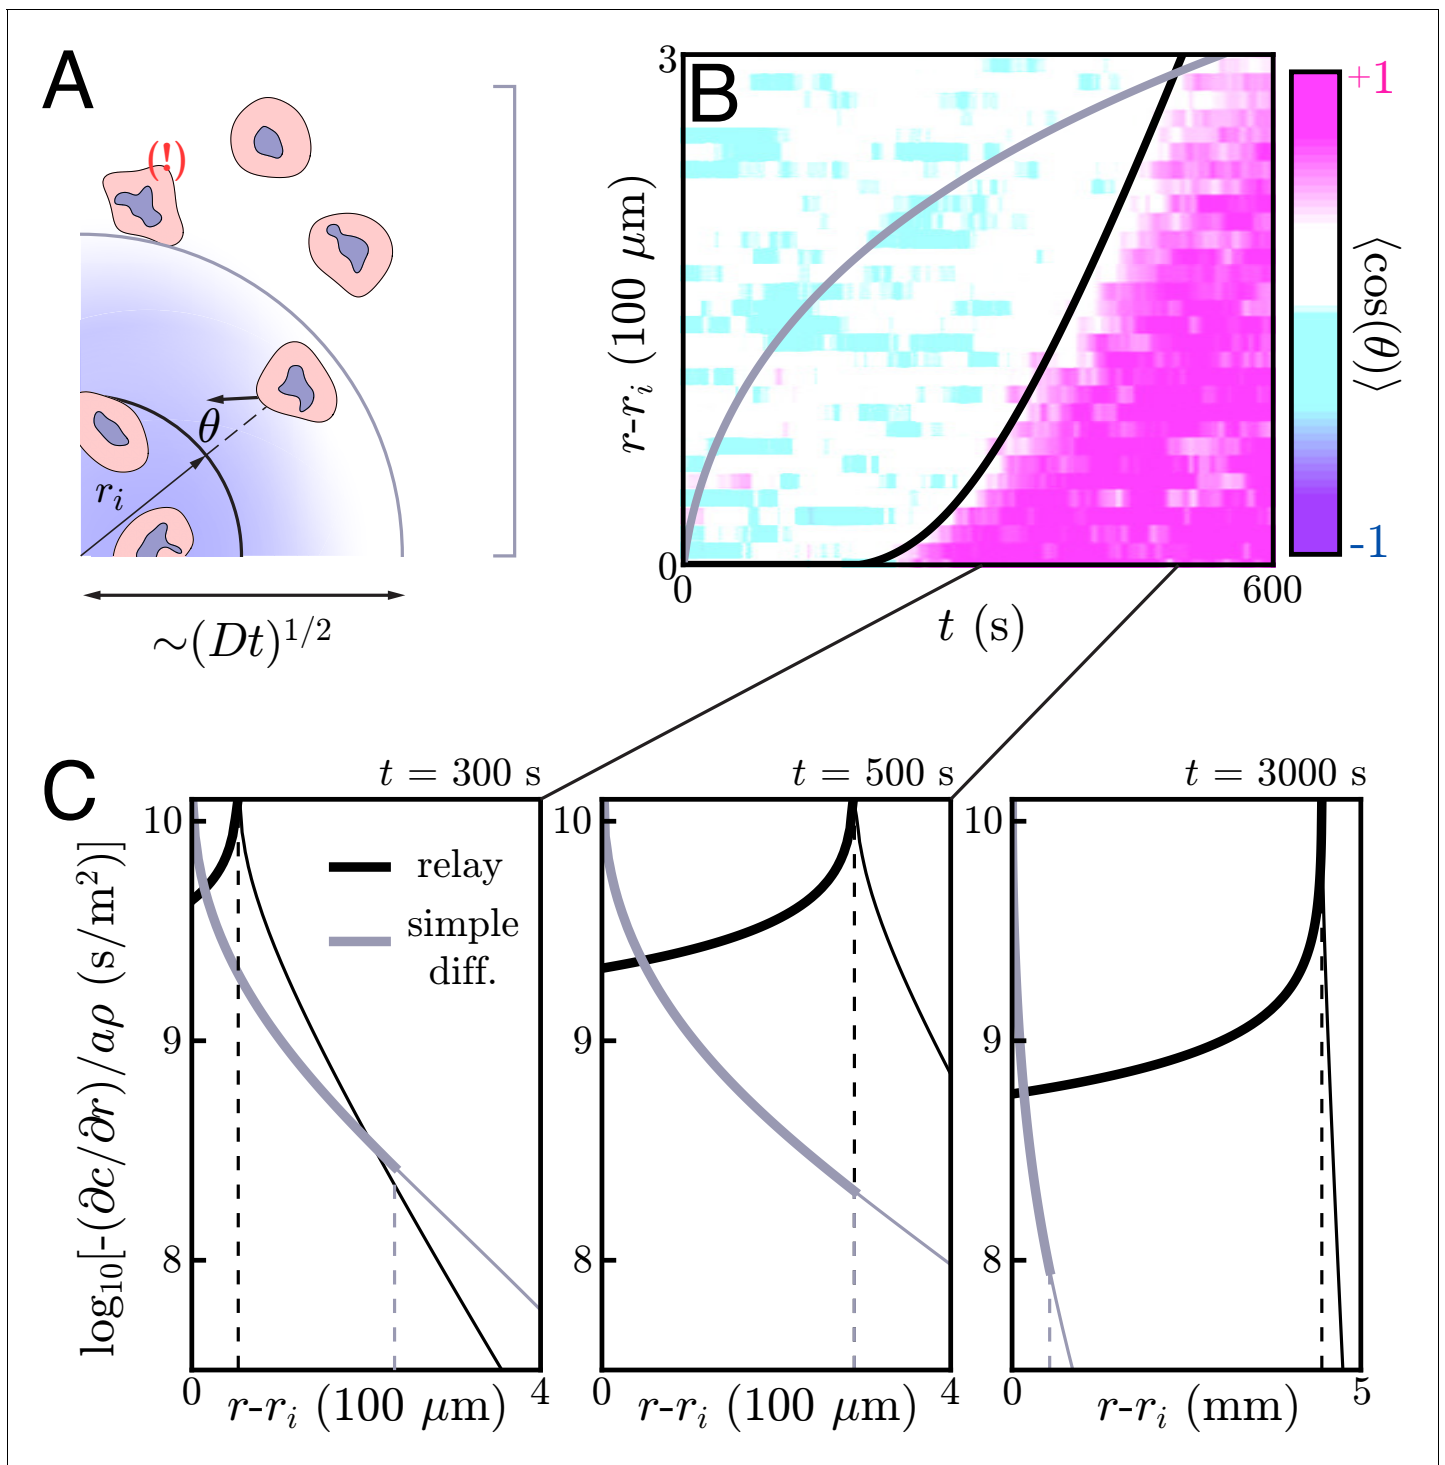 A
(!)
θ
r_i
~(Dt)^1/2
B
3
0
r-r_i (100 μm)
0
600
t (s)
+1
-1
⟨cos(θ)⟩
C
t = 300 s
t = 500 s
t = 3000 s
log₁₀[-(∂c/∂r)/aρ (s/m²)]
10
9
8
relay
simple
diff.
0
4
r-r_i (100 μm)
10
9
8
0
4
r-r_i (100 μm)
10
9
8
0
5
r-r_i (mm)